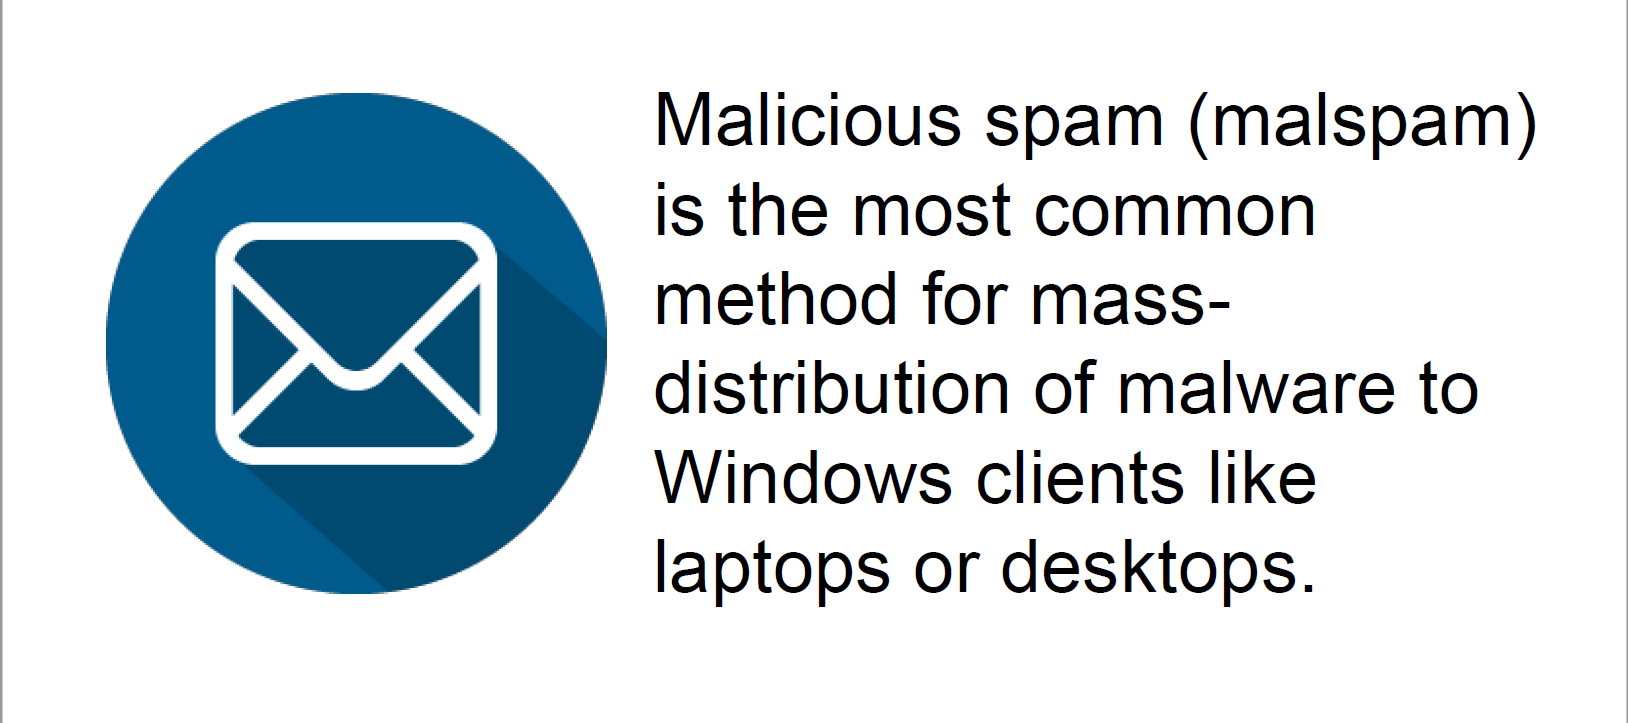 Malicious spam (malspam)
is the most common
method for mass-
distribution of malware to
Windows clients like
laptops or desktops.